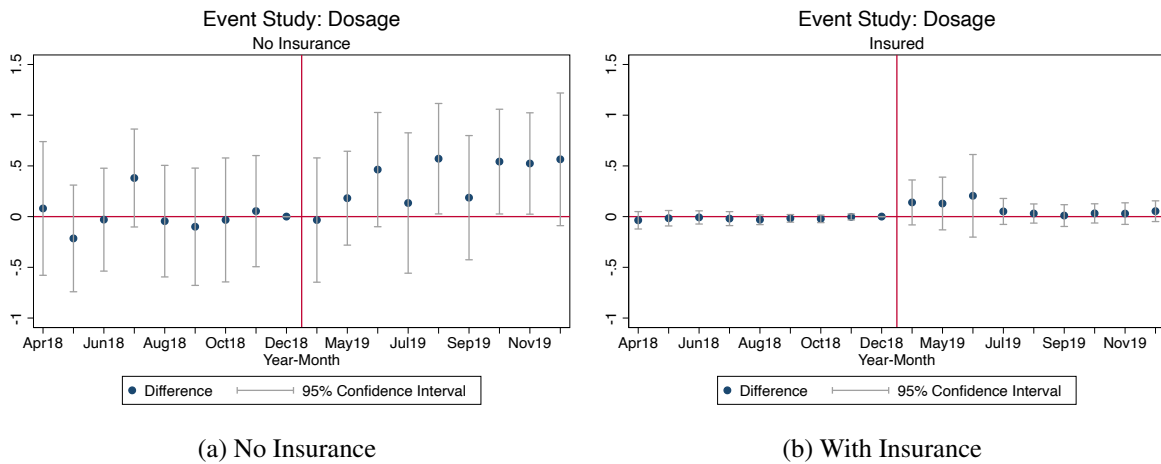 Event Study: Dosage
No Insurance
1.5
1
.5
0
-.5
-1
Apr18 Jun18 Aug18 Oct18 Dec18 May19 Jul19 Sep19 Nov19
Year-Month
Difference 95% Confidence Interval
(a) No Insurance
Event Study: Dosage
Insured
1.5
1
.5
0
-.5
-1
Apr18 Jun18 Aug18 Oct18 Dec18 May19 Jul19 Sep19 Nov19
Year-Month
Difference 95% Confidence Interval
(b) With Insurance